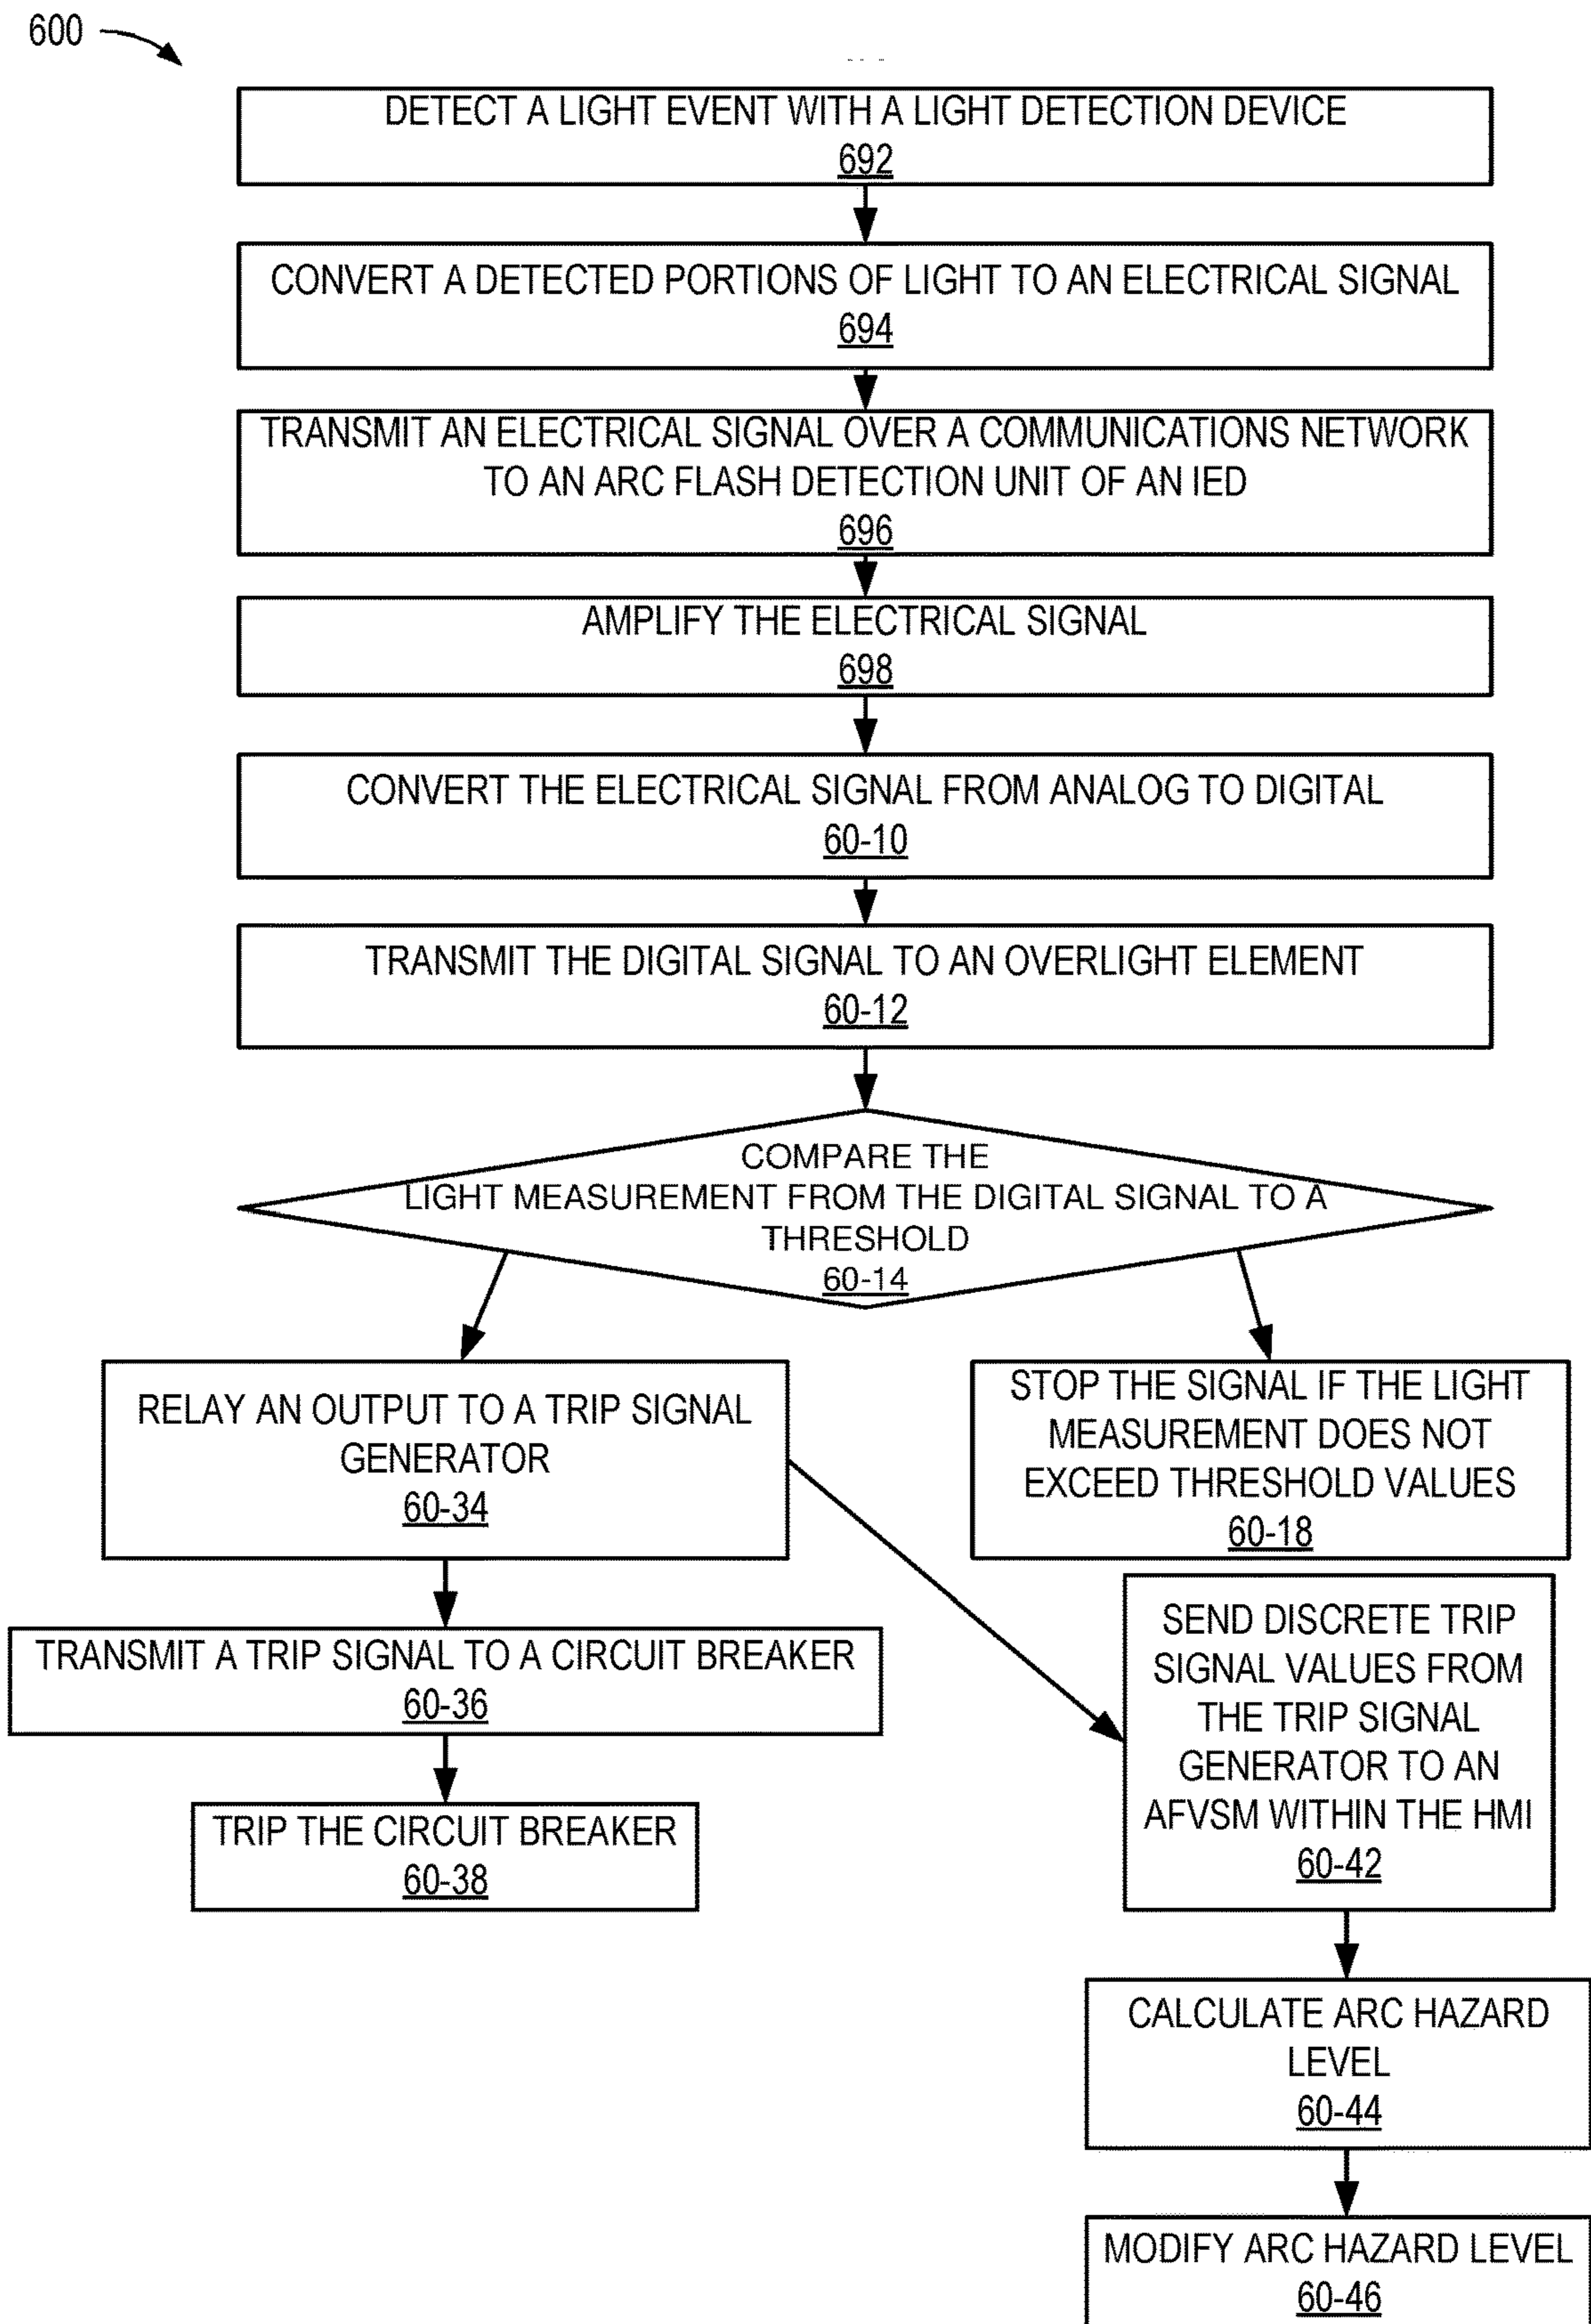 600
DETECT A LIGHT EVENT WITH A LIGHT DETECTION DEVICE
692
CONVERT A DETECTED PORTIONS OF LIGHT TO AN ELECTRICAL SIGNAL
694
TRANSMIT AN ELECTRICAL SIGNAL OVER A COMMUNICATIONS NETWORK
TO AN ARC FLASH DETECTION UNIT OF AN IED
696
AMPLIFY THE ELECTRICAL SIGNAL
698
CONVERT THE ELECTRICAL SIGNAL FROM ANALOG TO DIGITAL
60-10
TRANSMIT THE DIGITAL SIGNAL TO AN OVERLIGHT ELEMENT
60-12
COMPARE THE
LIGHT MEASUREMENT FROM THE DIGITAL SIGNAL TO A
THRESHOLD
60-14
RELAY AN OUTPUT TO A TRIP SIGNAL
GENERATOR
60-34
STOP THE SIGNAL IF THE LIGHT
MEASUREMENT DOES NOT
EXCEED THRESHOLD VALUES
60-18
TRANSMIT A TRIP SIGNAL TO A CIRCUIT BREAKER
60-36
TRIP THE CIRCUIT BREAKER
60-38
SEND DISCRETE TRIP
SIGNAL VALUES FROM
THE TRIP SIGNAL
GENERATOR TO AN
AFVSM WITHIN THE HMI
60-42
CALCULATE ARC HAZARD
LEVEL
60-44
MODIFY ARC HAZARD LEVEL
60-46